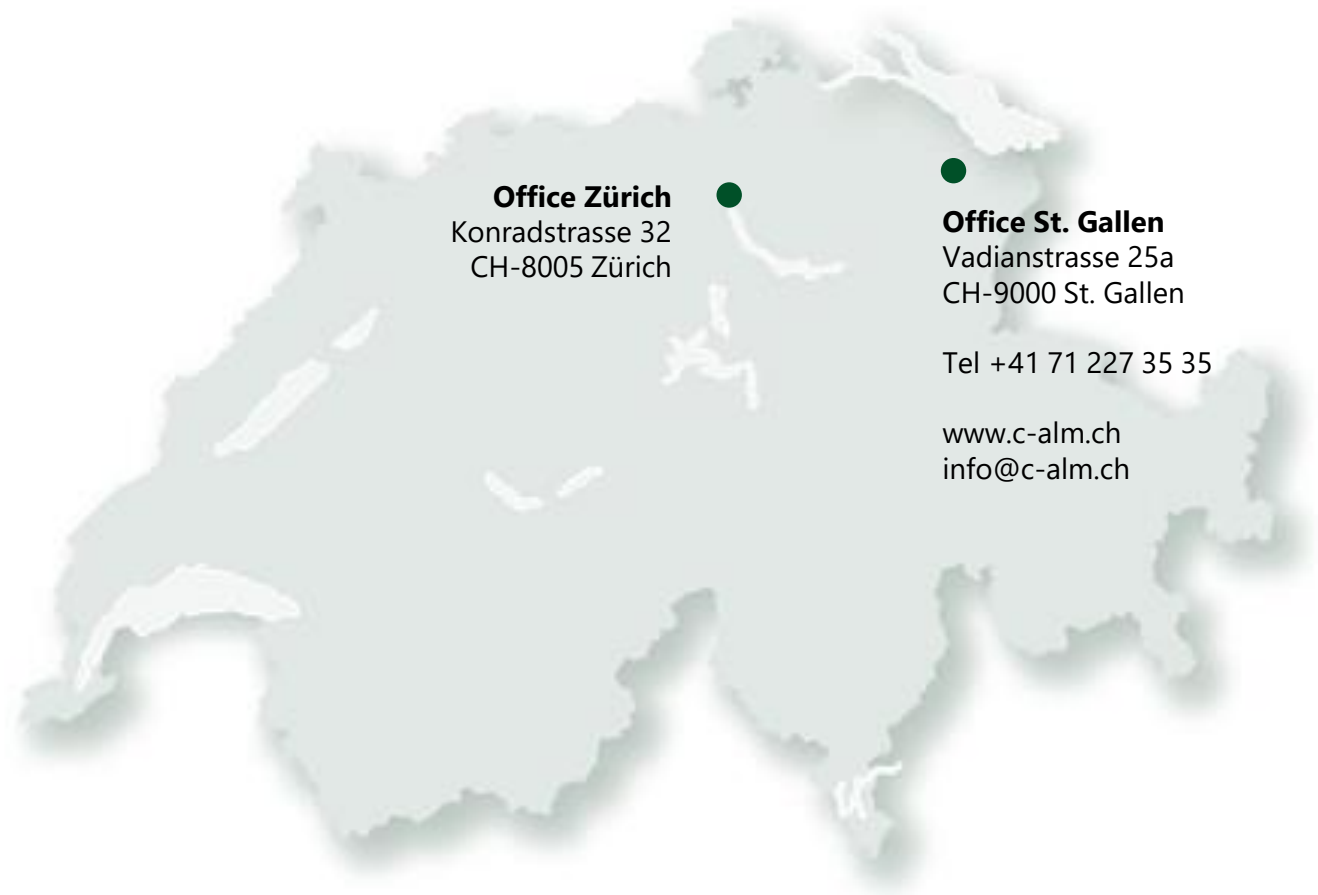 Office Zürich
Konradstrasse 32
CH-8005 Zürich
Office St. Gallen
Vadianstrasse 25a
CH-9000 St. Gallen
Tel +41 71 227 35 35
www.c-alm.ch
info@c-alm.ch